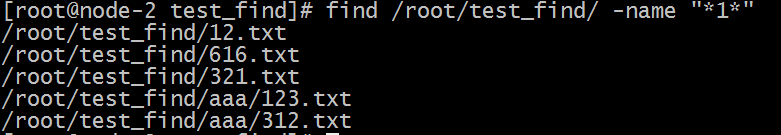 [root@node-2 test_find]# find /root/test_find/ -name "*1*"
/root/test_find/12.txt
/root/test_find/616.txt
/root/test_find/321.txt
/root/test_find/aaa/123.txt
/root/test_find/aaa/312.txt